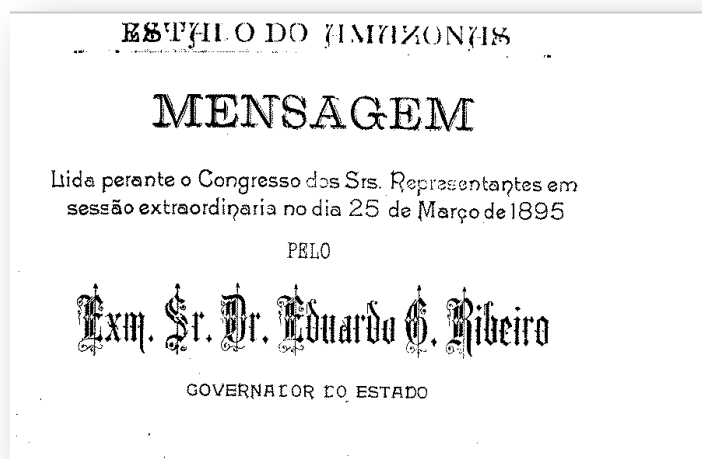 ESTADO DO AMAZONAS
MENSAGEM
Lida perante o Congresso dos Srs. Representantes em
sessão extraordinaria no dia 25 de Março de 1895
PELO
Exm. Sr. Dr. Eduardo G. Ribeiro
GOVERNADOR DO ESTADO